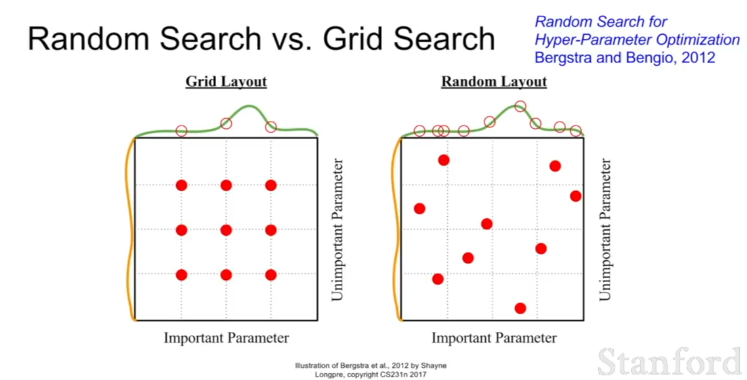 Random Search vs. Grid Search
Random Search for
Hyper-Parameter Optimization
Bergstra and Bengio, 2012
Grid Layout
Random Layout
Unimportant Parameter
Unimportant Parameter
Important Parameter
Important Parameter
Illustration of Bergstra et al., 2012 by Shayne
Longpre, copyright CS231n 2017
Stanford